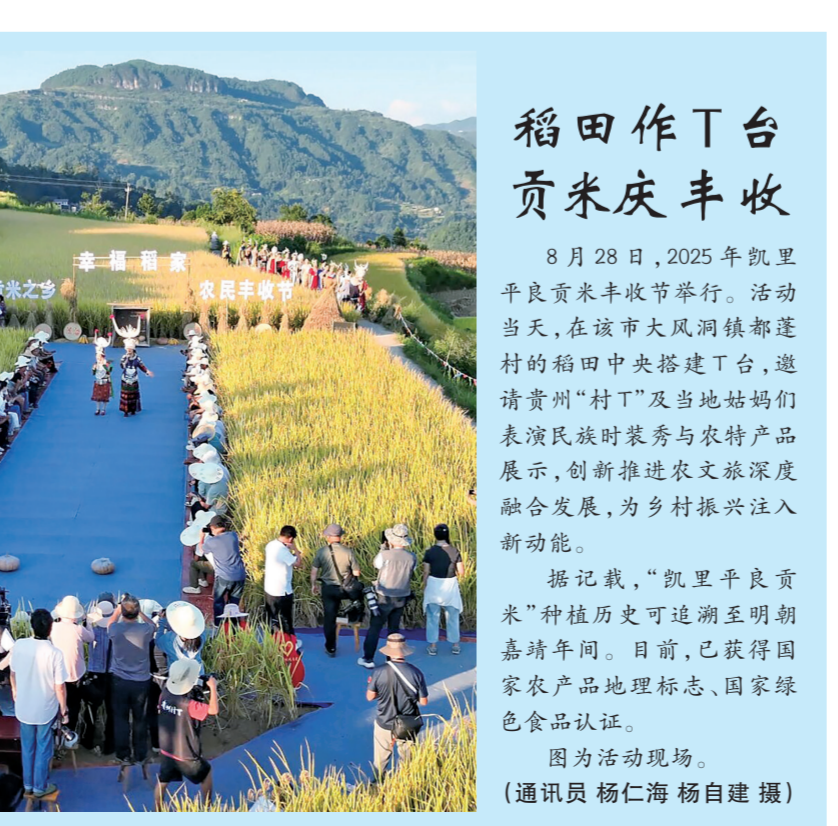 幸福稻家
贡米之乡
农民丰收节
稻田作T台
贡米庆丰收
8月28日,2025年凯里
平良贡米丰收节举行。活动
当天,在该市大风洞镇都蓬
村的稻田中央搭建T台,邀
请贵州“村T”及当地姑妈们
表演民族时装秀与农特产品
展示,创新推进农文旅深度
融合发展,为乡村振兴注入
新动能。
据记载,“凯里平良贡
米”种植历史可追溯至明朝
嘉靖年间。目前,已获得国
家农产品地理标志、国家绿
色食品认证。
图为活动现场。
(通讯员 杨仁海 杨自建 摄)